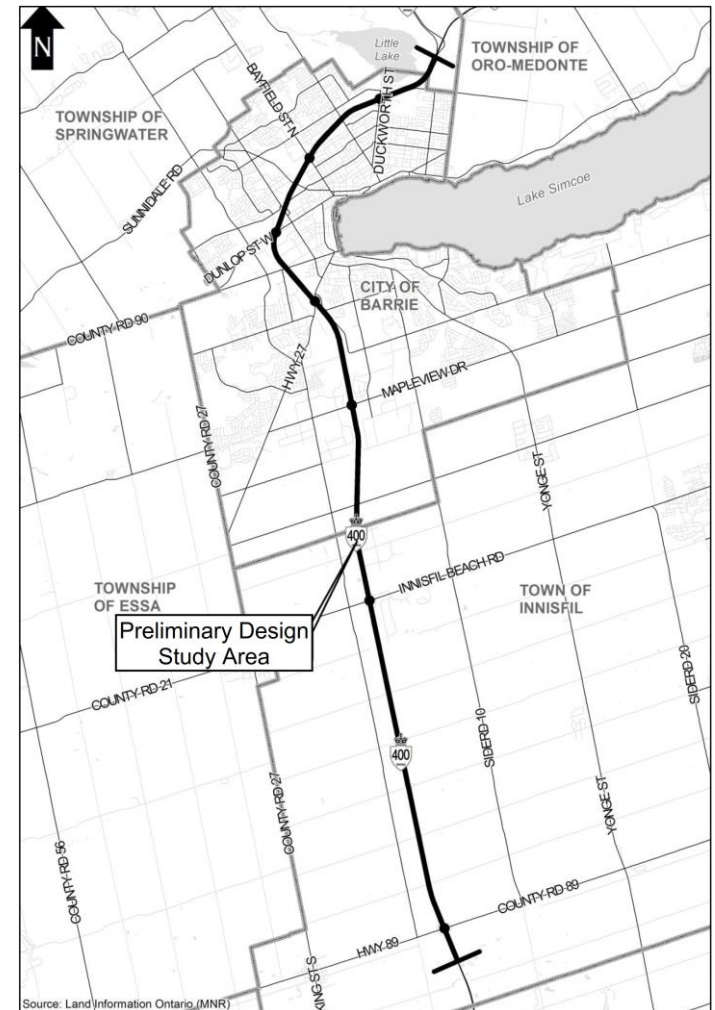 N
Little
Lake
TOWNSHIP OF
ORO-MEDONTE
BAYFIELD ST-N
DUCKWORTH ST
TOWNSHIP OF
SPRINGWATER
SUNNIDALE RD
Lake Simcoe
DUNLOP ST-W
CITY OF
BARRIE
COUNTY RD 90
HWY-27
MAPLEVIEW DR
COUNTY-RD-27
YONGE-ST
400
INNISFIL-BEACH RD
TOWNSHIP
OF ESSA
TOWN OF
INNISFIL
Preliminary Design
Study Area
SIDERD-20
COUNTY-RD-21
400
SIDERD-10
COUNTY-RD-27
YONGE-ST
COUNTY-RD-56
COUNTY-RD-89
HWY-89
KING ST-S
Source: Land Information Ontario (MNR)